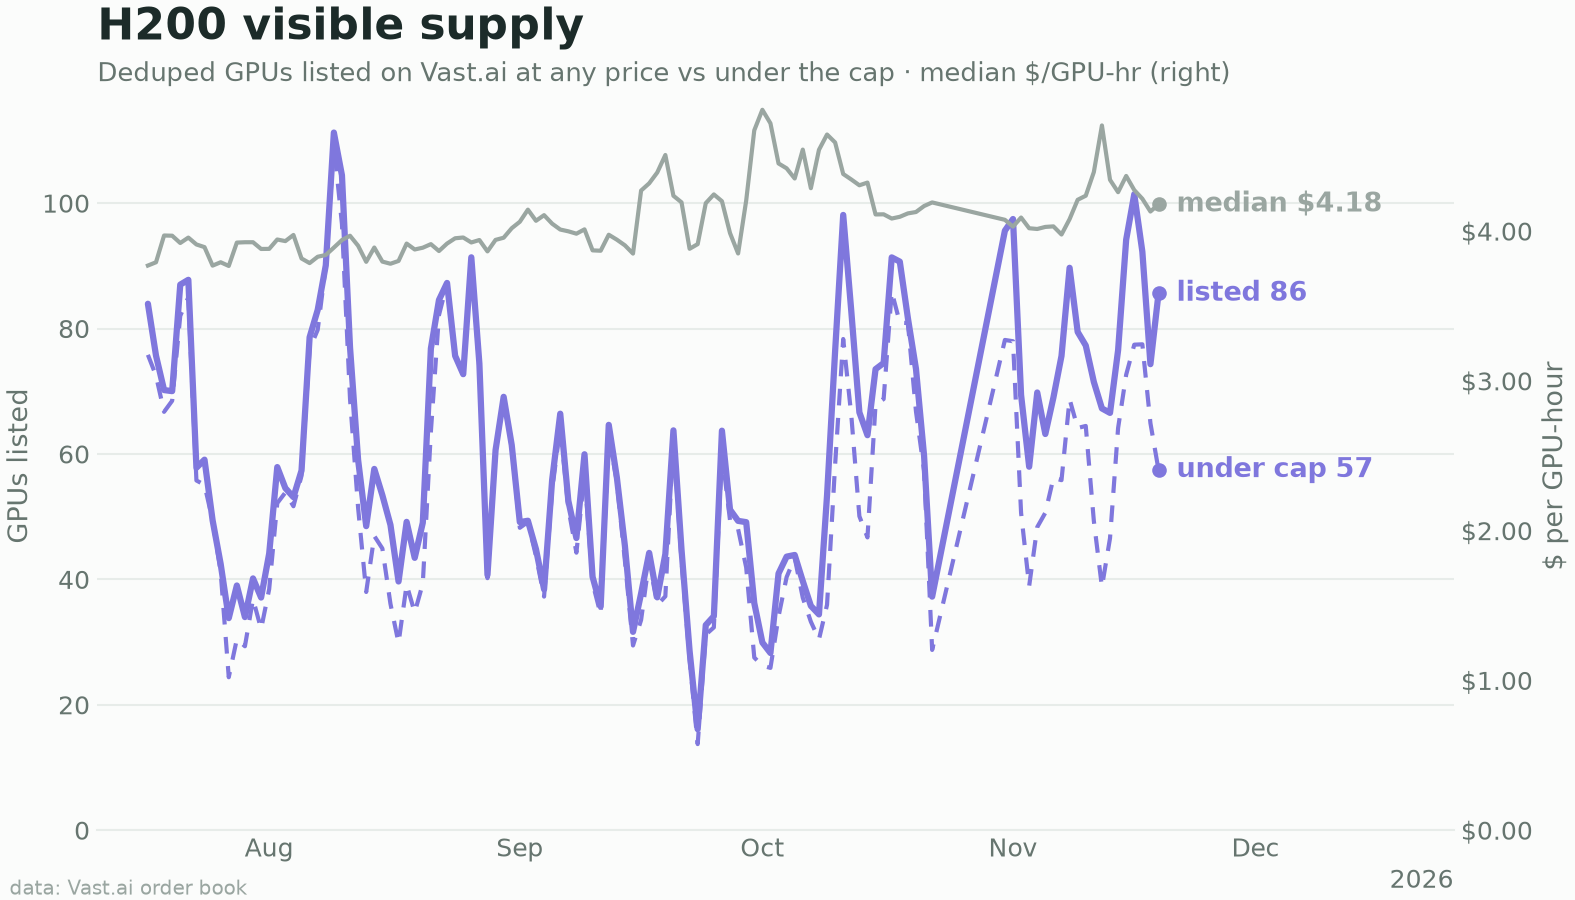 H200 visible supply
Deduped GPUs listed on Vast.ai at any price vs under the cap · median $/GPU-hr (right)
GPUs listed
100
80
60
40
20
0
median $4.18
listed 86
under cap 57
$4.00
$3.00
$2.00
$1.00
$0.00
$ per GPU-hour
Aug Sep Oct Nov Dec
2026
data: Vast.ai order book